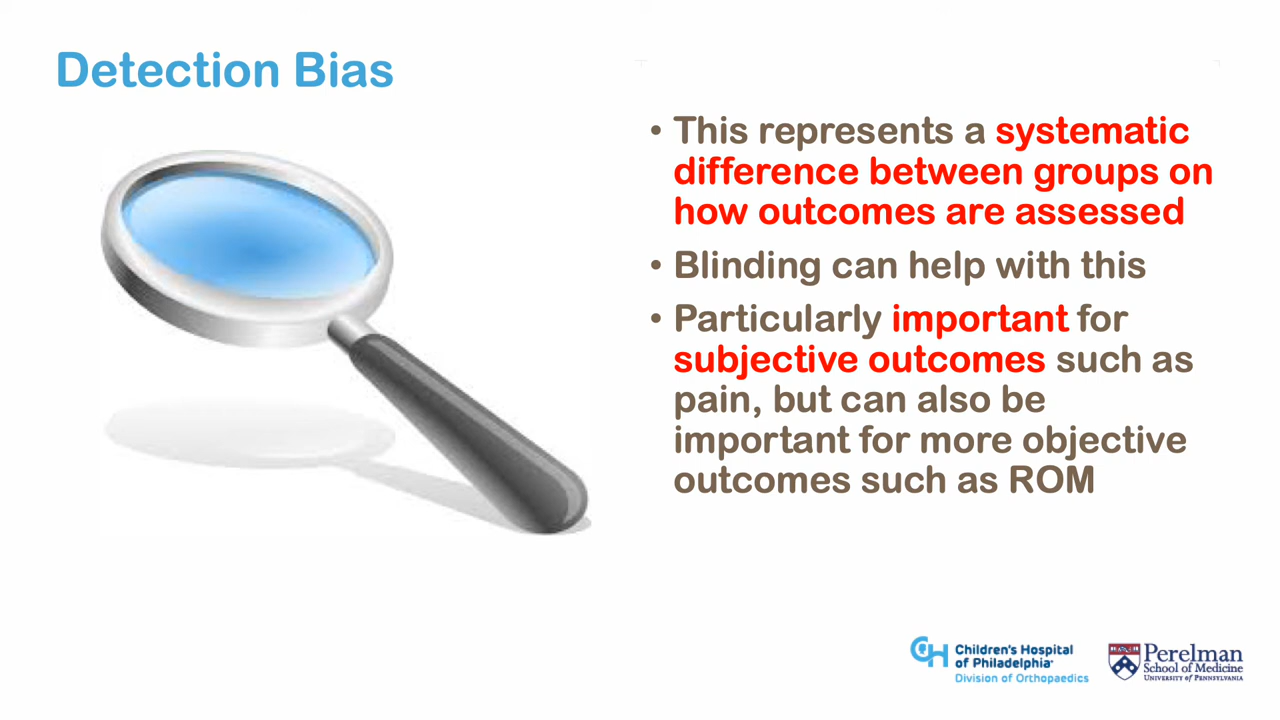 Detection Bias
• This represents a systematic
difference between groups on
how outcomes are assessed
• Blinding can help with this
• Particularly important for
subjective outcomes such as
pain, but can also be
important for more objective
outcomes such as ROM
CH Children's Hospital
of Philadelphia
Division of Orthopaedics
Perelman
School of Medicine
University of Pennsylvania